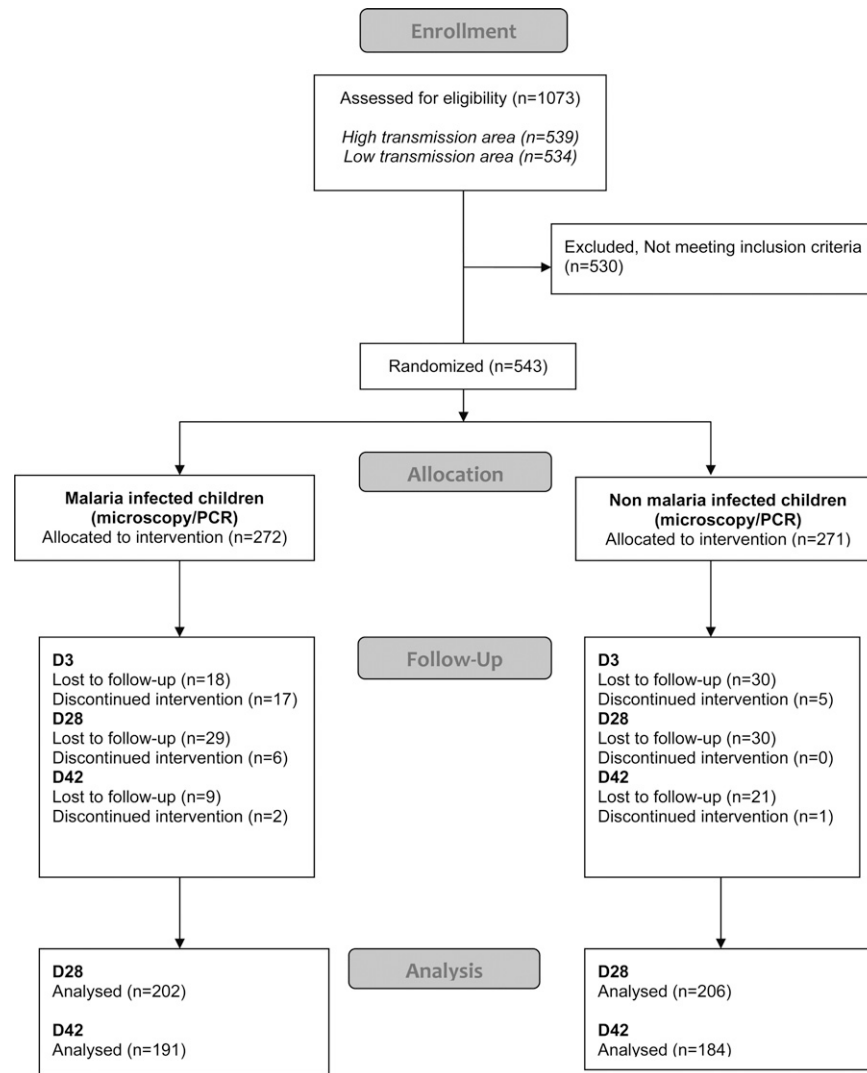 Enrollment
Assessed for eligibility (n=1073)
High transmission area (n=539)
Low transmission area (n=534)
Excluded, Not meeting inclusion criteria
(n=530)
Randomized (n=543)
Allocation
Malaria infected children
(microscopy/PCR)
Allocated to intervention (n=272)
Non malaria infected children
(microscopy/PCR)
Allocated to intervention (n=271)
Follow-Up
D3
Lost to follow-up (n=18)
Discontinued intervention (n=17)
D28
Lost to follow-up (n=29)
Discontinued intervention (n=6)
D42
Lost to follow-up (n=9)
Discontinued intervention (n=2)
D3
Lost to follow-up (n=30)
Discontinued intervention (n=5)
D28
Lost to follow-up (n=30)
Discontinued intervention (n=0)
D42
Lost to follow-up (n=21)
Discontinued intervention (n=1)
Analysis
D28
Analysed (n=202)
D42
Analysed (n=191)
D28
Analysed (n=206)
D42
Analysed (n=184)